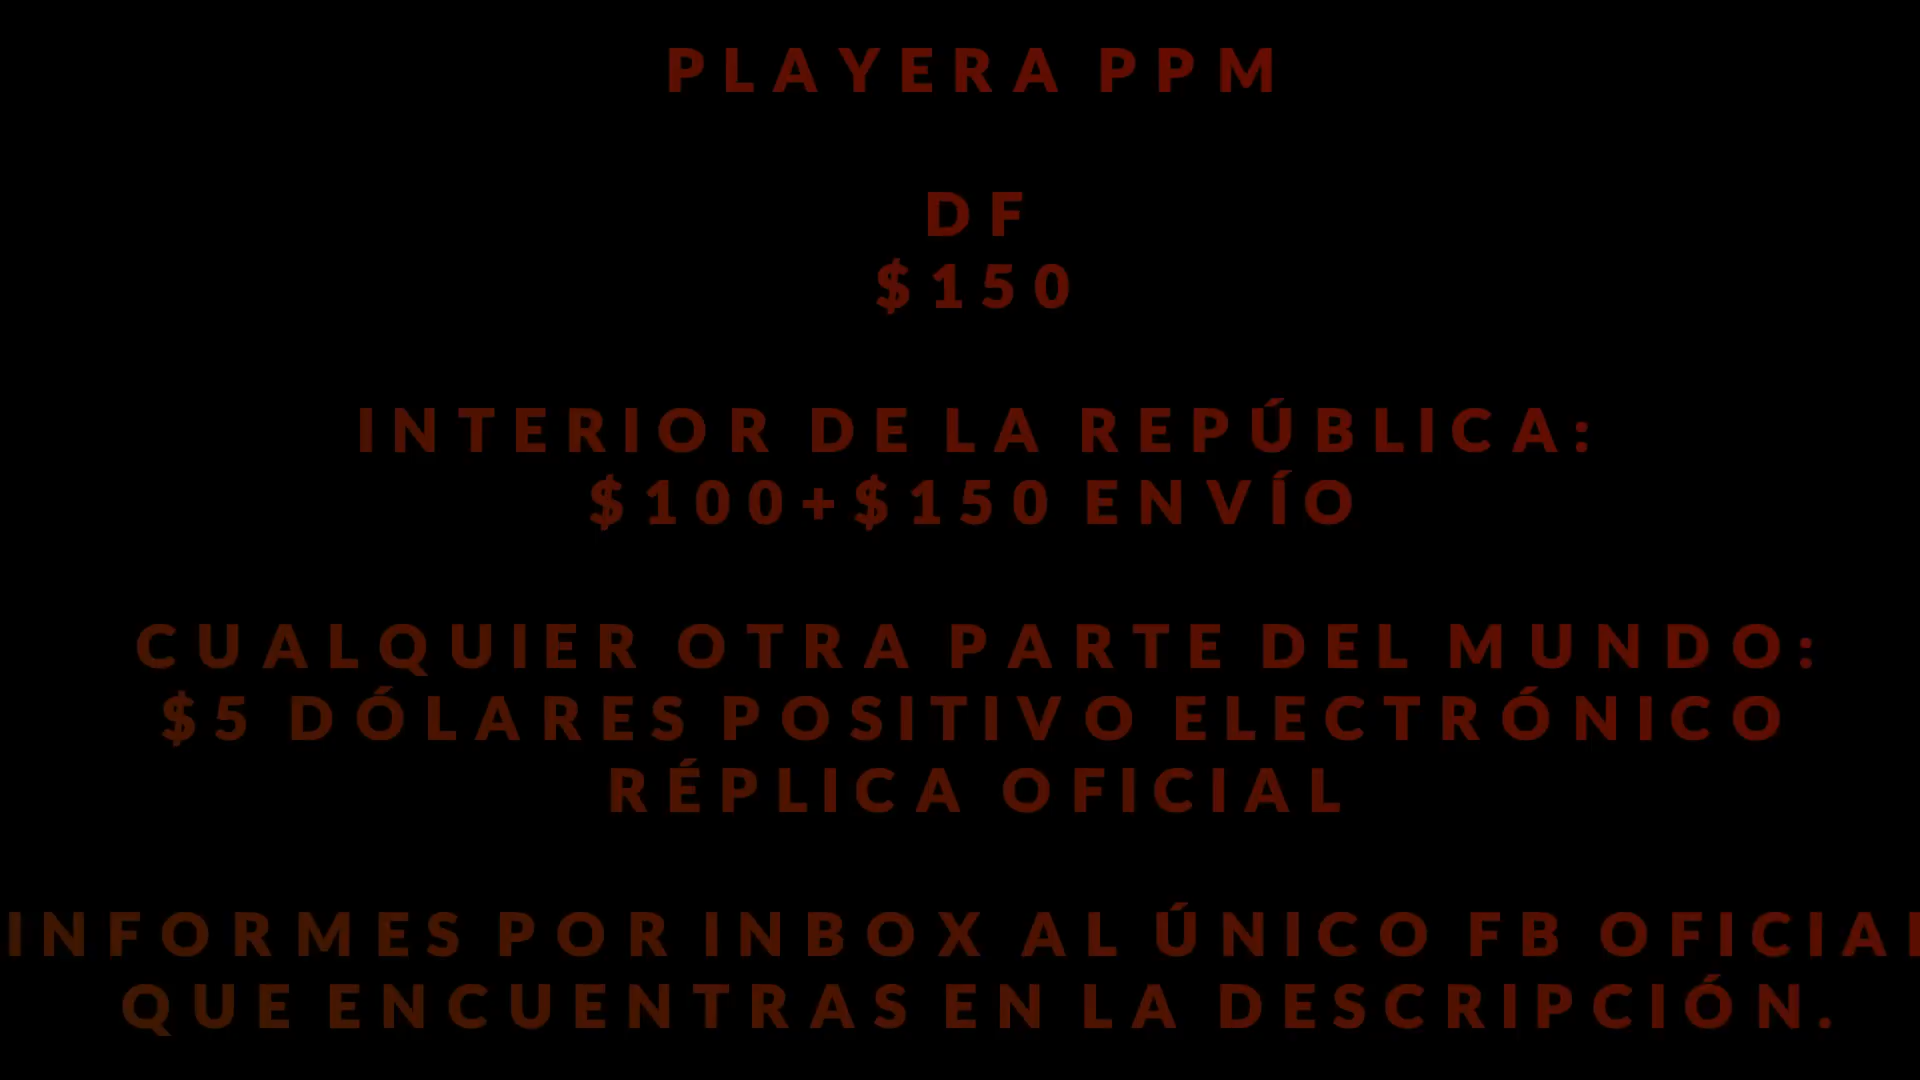 PLAYERA PPM
DF
$150
INTERIOR DE LA REPÚBLICA:
$100+$150 ENVÍO
CUALQUIER OTRA PARTE DEL MUNDO:
$5 DÓLARES POSITIVO ELECTRÓNICO
RÉPLICA OFICIAL
INFORMES POR INBOX AL ÚNICO FB OFICIAL
QUE ENCUENTRAS EN LA DESCRIPCIÓN.